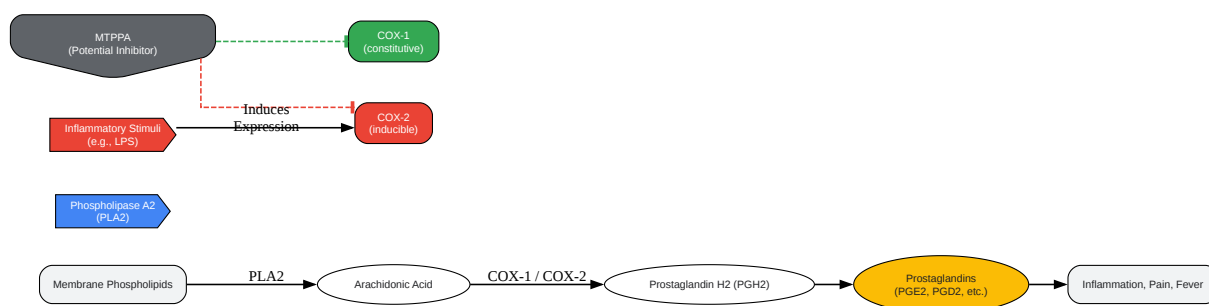 MTPPA
(Potential Inhibitor)
COX-1
(constitutive)
COX-2
(inducible)
Induces
Expression
Inflammatory Stimuli
(e.g., LPS)
Phospholipase A2
(PLA2)
Membrane Phospholipids
PLA2
Arachidonic Acid
COX-1 / COX-2
Prostaglandin H2 (PGH2)
Prostaglandins
(PGE2, PGD2, etc.)
Inflammation, Pain, Fever